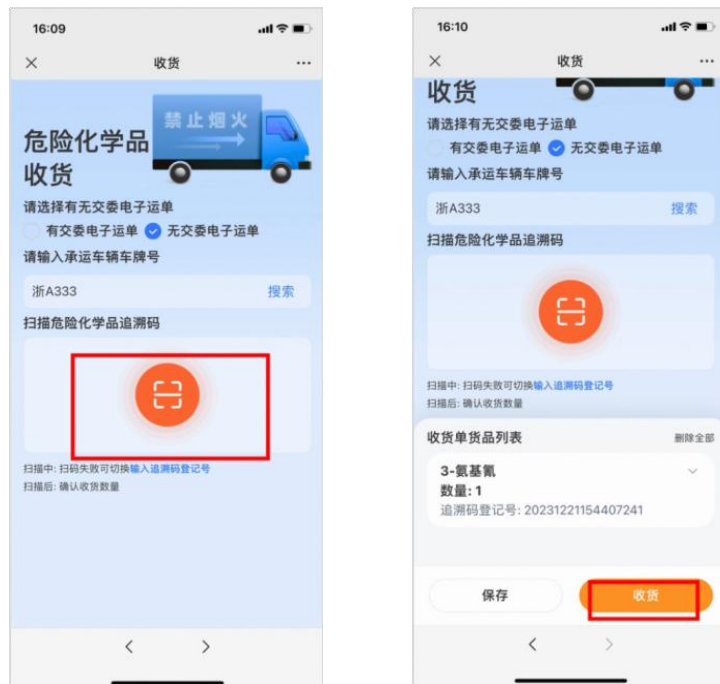 16:09
收货
禁止烟火
危险化学品
收货
请选择有无交委电子运单
有交委电子运单 无交委电子运单
请输入承运车辆车牌号
浙A333 搜索
扫描危险化学品追溯码
扫描中: 扫码失败可切换输入追溯码登记号
扫描后: 确认收货数量
16:10
收货
收货
请选择有无交委电子运单
有交委电子运单 无交委电子运单
请输入承运车辆车牌号
浙A333 搜索
扫描危险化学品追溯码
扫描中: 扫码失败可切换输入追溯码登记号
扫描后: 确认收货数量
收货单货品列表 删除全部
3-氨基氰
数量: 1
追溯码登记号: 20231221154407241
保存 收货